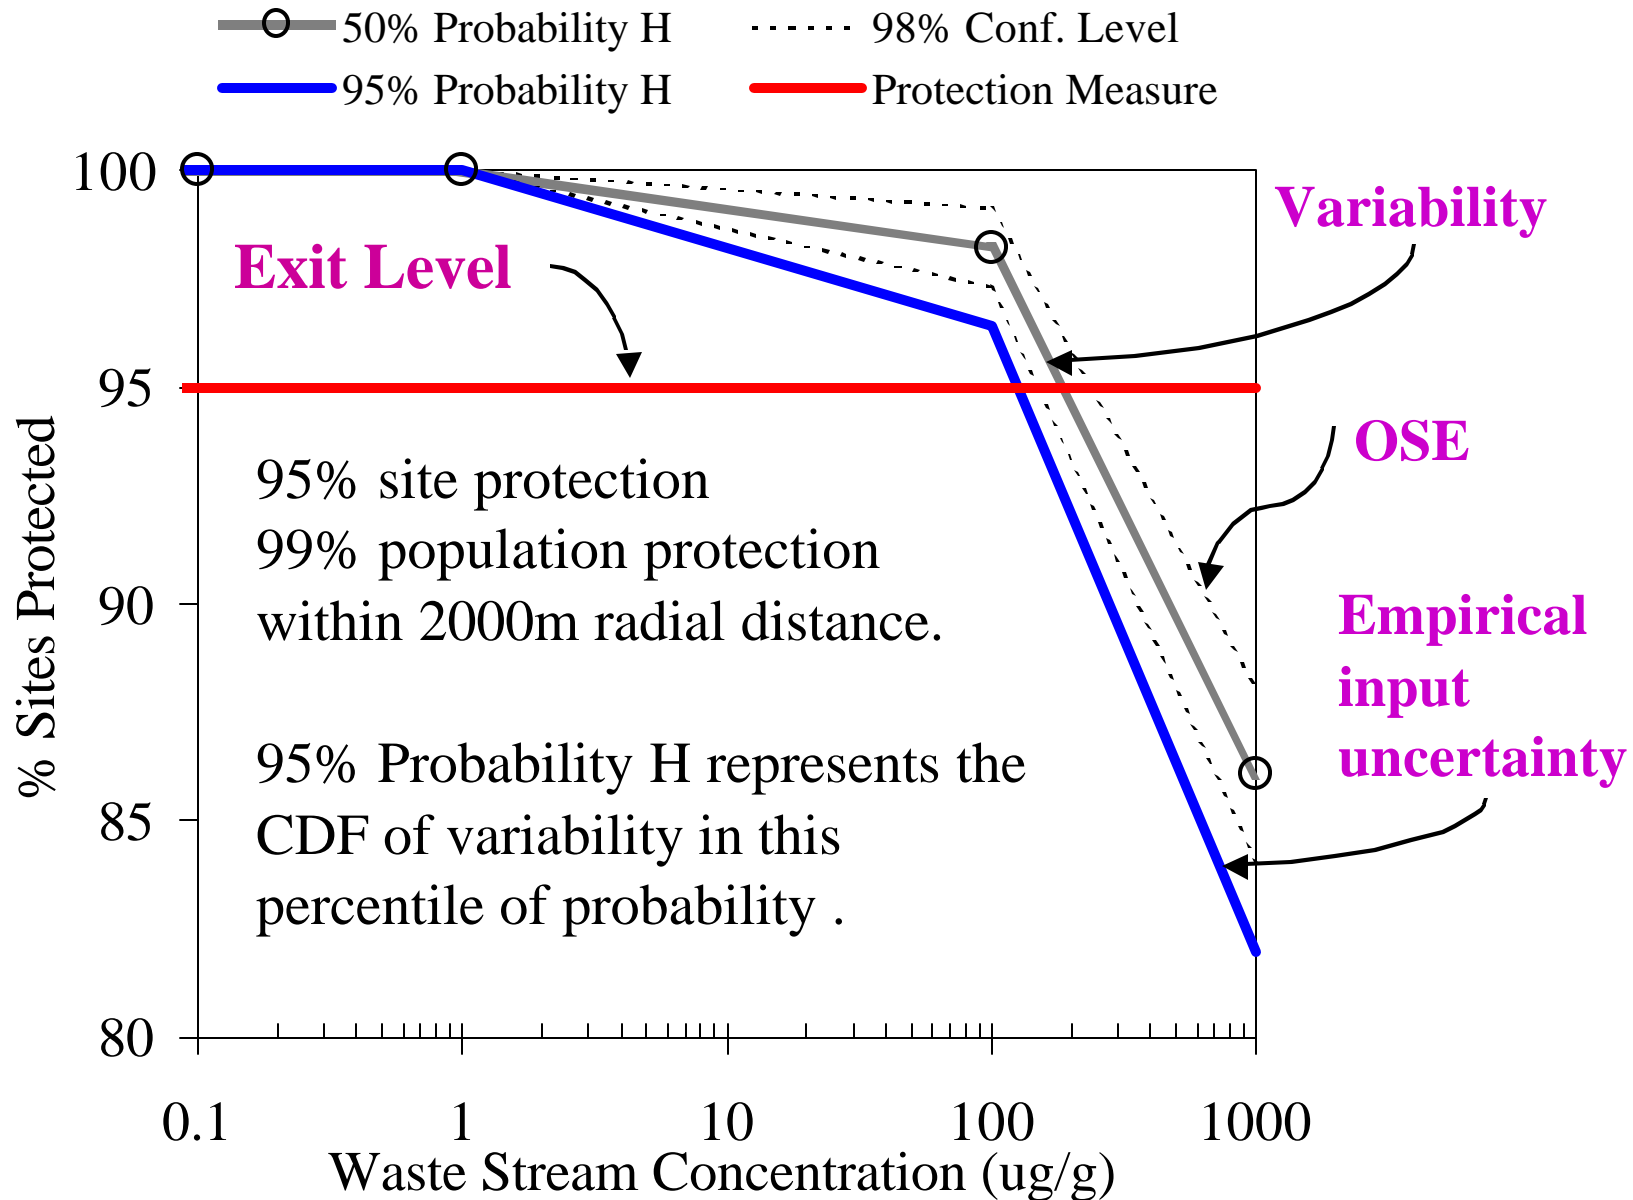 50% Probability H
98% Conf. Level
95% Probability H
Protection Measure
100
95
90
85
80
% Sites Protected
Exit Level
Variability
OSE
Empirical
input
uncertainty
95% site protection
99% population protection
within 2000m radial distance.
95% Probability H represents the
CDF of variability in this
percentile of probability .
0.1 1 10 100 1000
Waste Stream Concentration (ug/g)